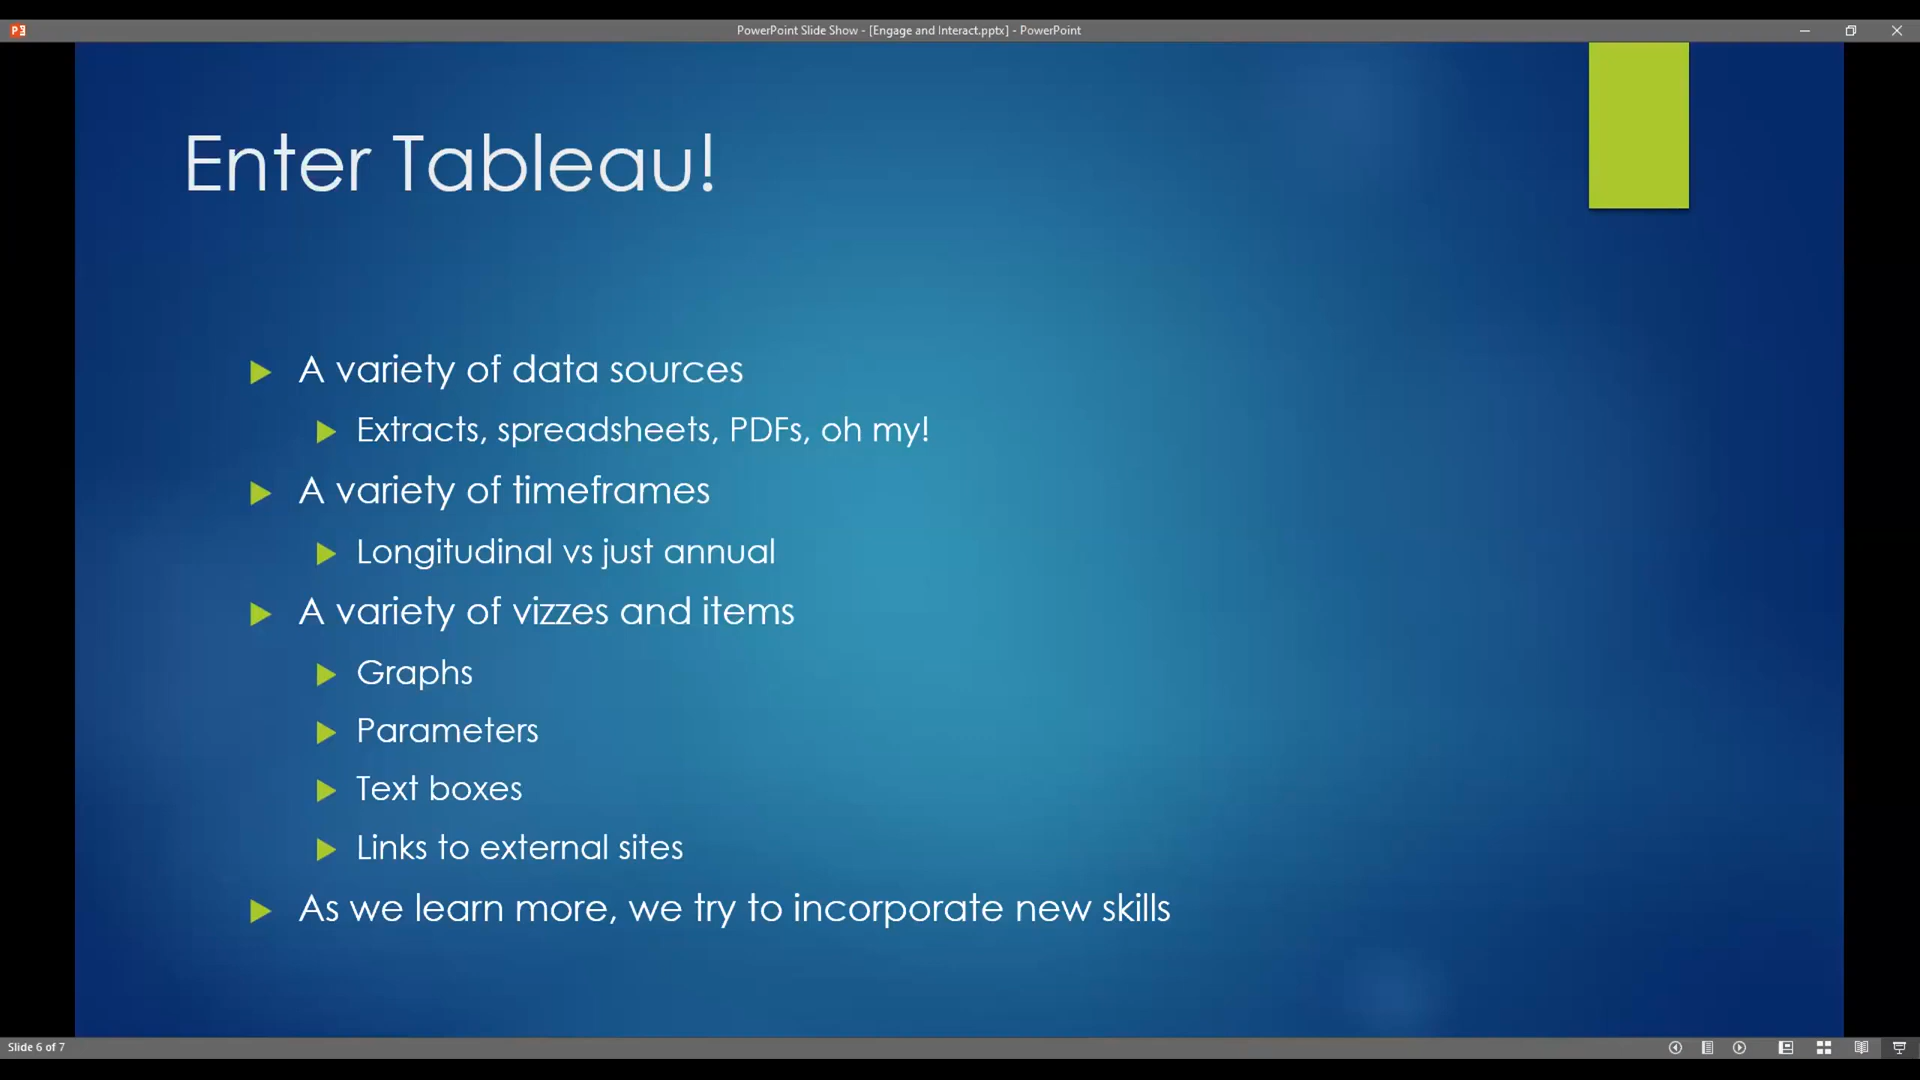 PowerPoint Slide Show - [Engage and Interact.pptx] - PowerPoint
Enter Tableau!
A variety of data sources
Extracts, spreadsheets, PDFs, oh my!
A variety of timeframes
Longitudinal vs just annual
A variety of vizzes and items
Graphs
Parameters
Text boxes
Links to external sites
As we learn more, we try to incorporate new skills
Slide 6 of 7